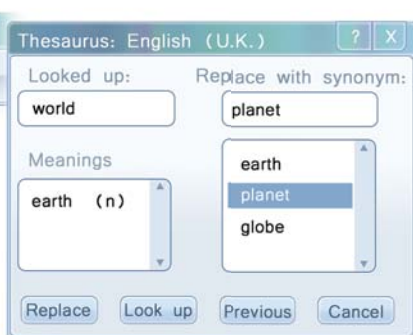 Thesaurus: English (U.K.) ? X
Looked up: Replace with synonym:
world planet
Meanings earth
earth (n) planet
globe
Replace Look up Previous Cancel